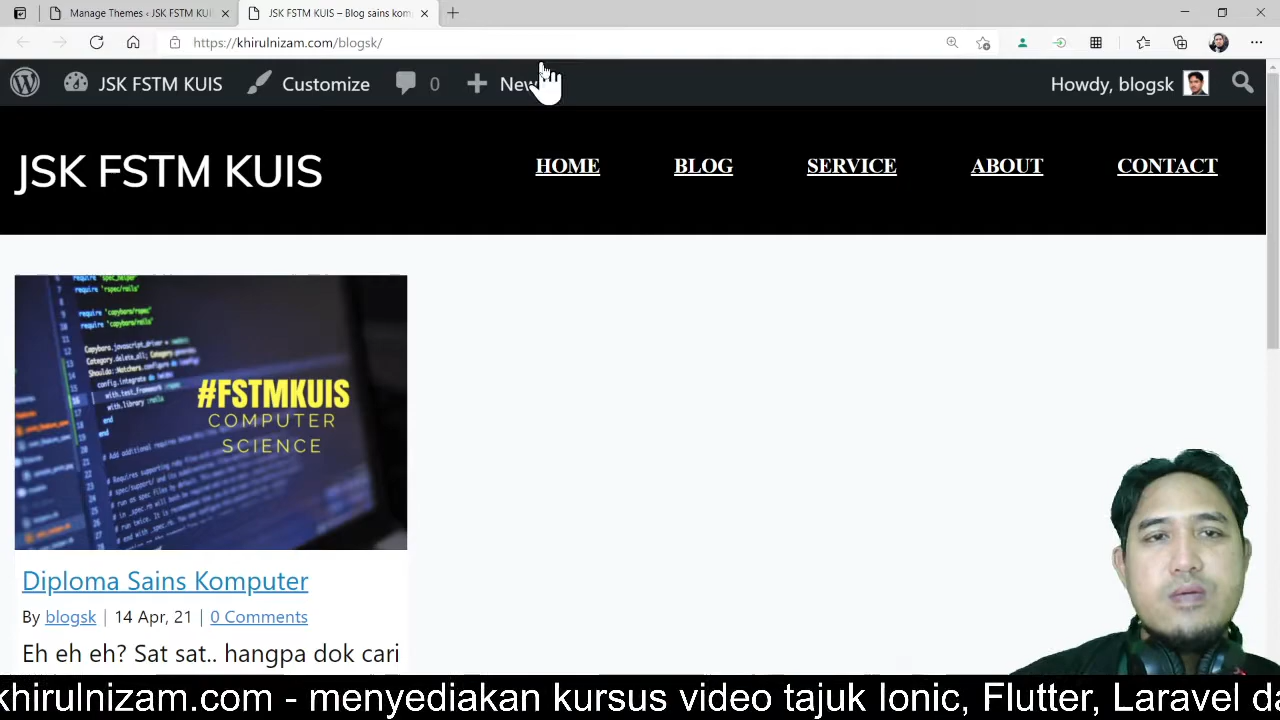 Manage Themes ‹ JSK FSTM KUI
JSK FSTM KUIS – Blog sains kom
https://khirulnizam.com/blogsk/
JSK FSTM KUIS
Customize
0
New
Howdy, blogsk
JSK FSTM KUIS
HOME
BLOG
SERVICE
ABOUT
CONTACT
#FSTMKUIS
COMPUTER
SCIENCE
Diploma Sains Komputer
By blogsk | 14 Apr, 21 | 0 Comments
Eh eh eh? Sat sat.. hangpa dok cari
khirulnizam.com - menyediakan kursus video tajuk Ionic, Flutter, Laravel da